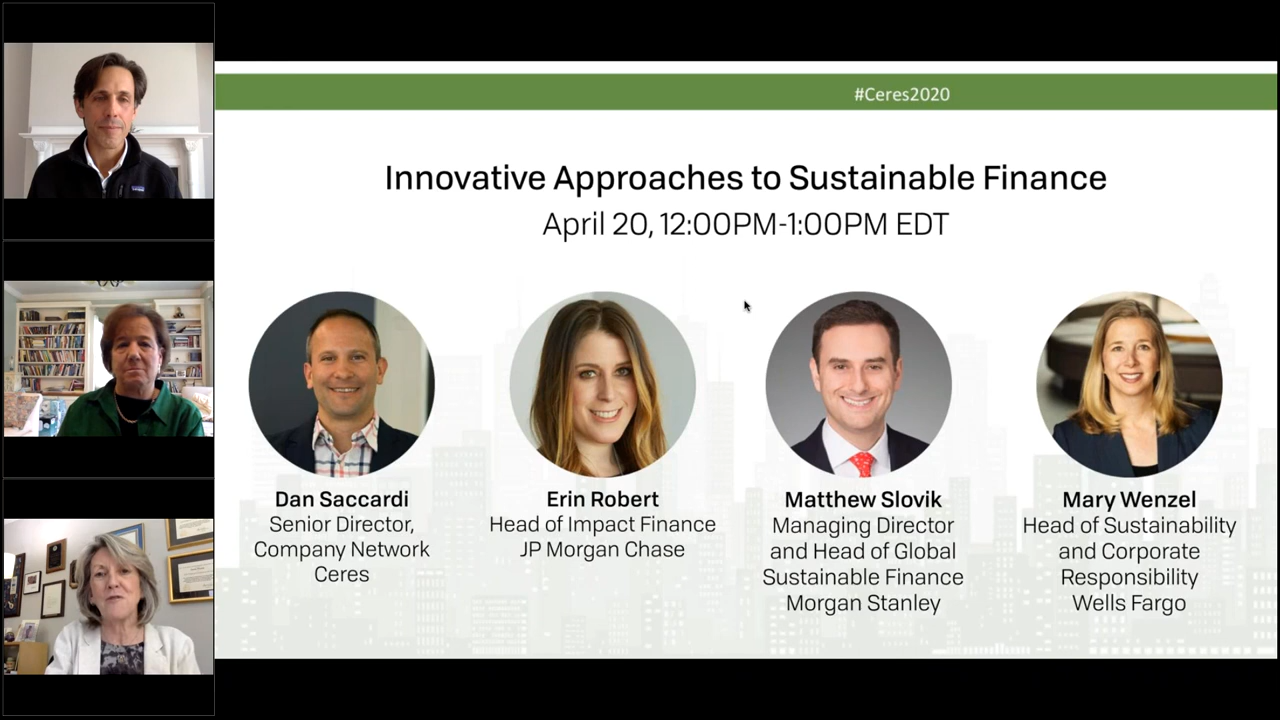 #Ceres2020
Innovative Approaches to Sustainable Finance
April 20, 12:00PM-1:00PM EDT
Dan Saccardi
Senior Director,
Company Network
Ceres
Erin Robert
Head of Impact Finance
JP Morgan Chase
Matthew Slovik
Managing Director
and Head of Global
Sustainable Finance
Morgan Stanley
Mary Wenzel
Head of Sustainability
and Corporate
Responsibility
Wells Fargo